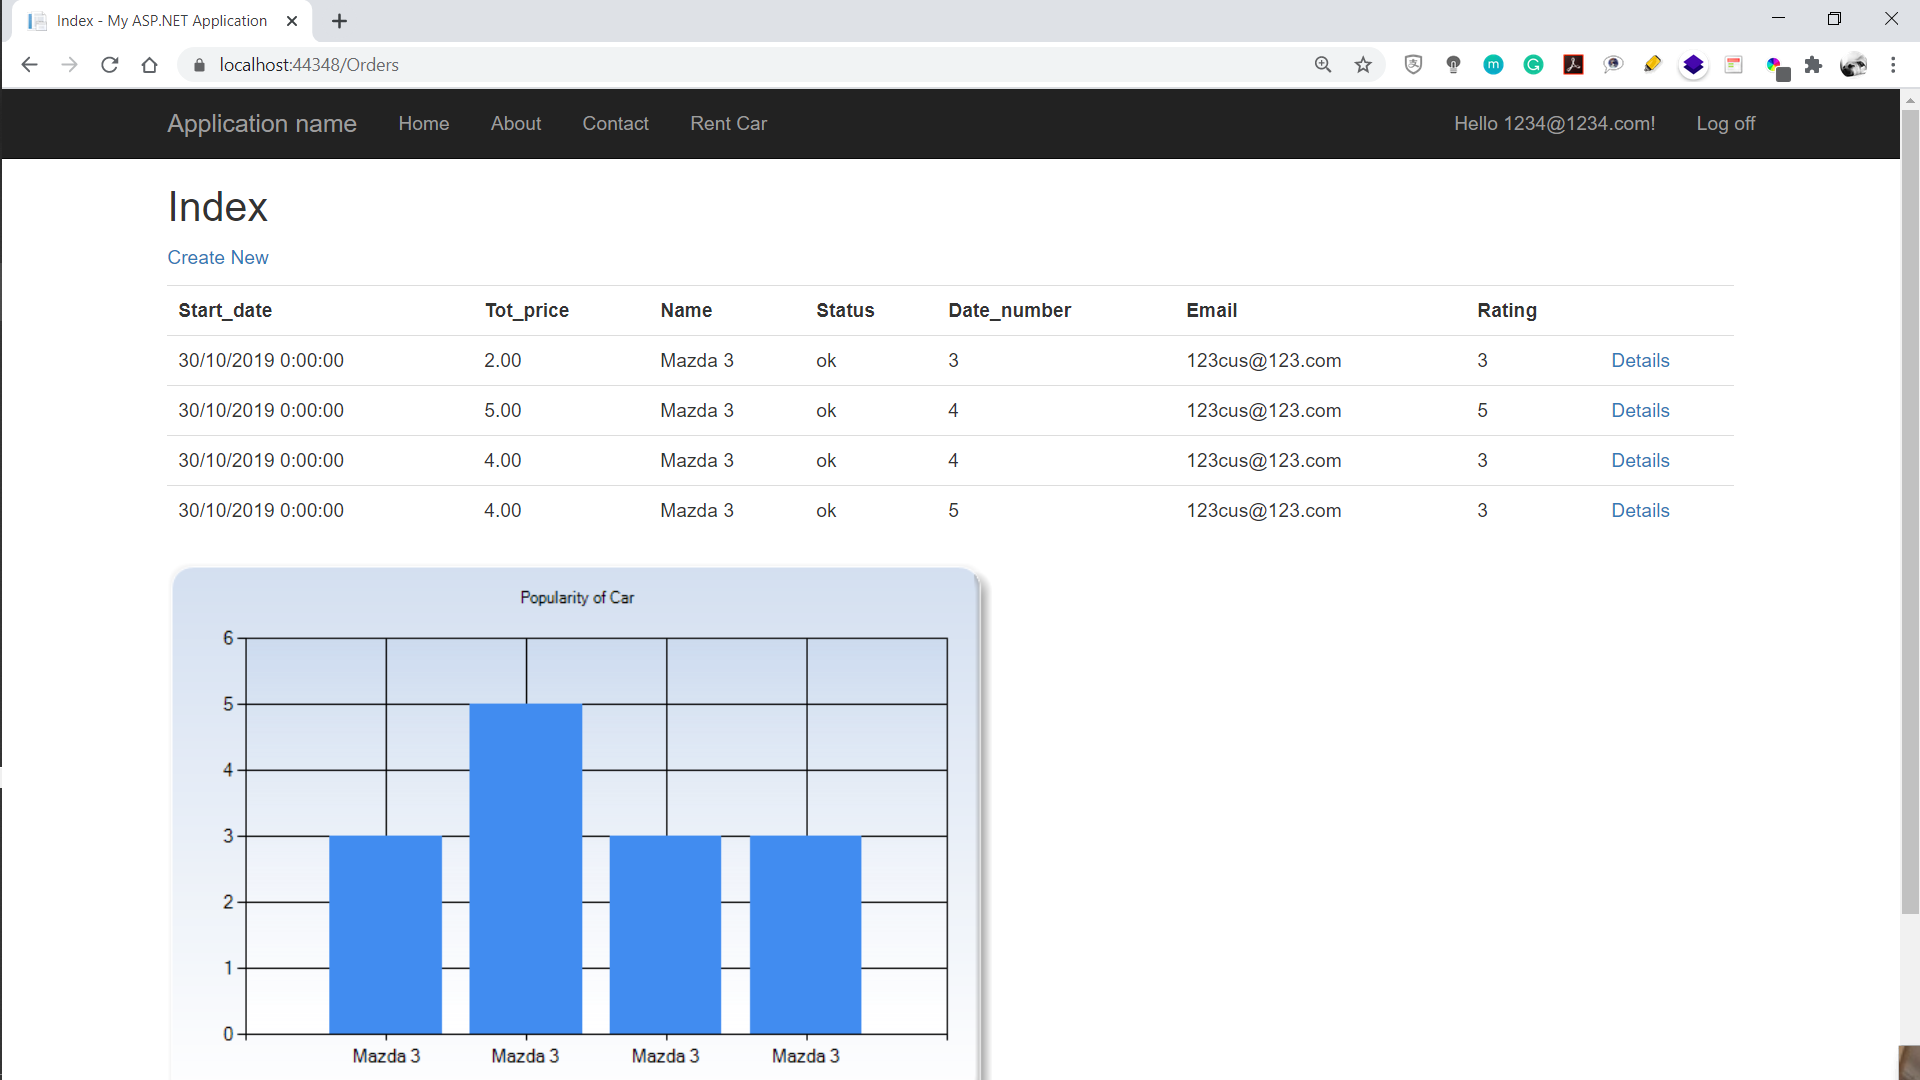 Index - My ASP.NET Application
localhost:44348/Orders
Application name Home About Contact Rent Car Hello 1234@1234.com! Log off
Index
Create New
Start_date Tot_price Name Status Date_number Email Rating
30/10/2019 0:00:00 2.00 Mazda 3 ok 3 123cus@123.com 3 Details
30/10/2019 0:00:00 5.00 Mazda 3 ok 4 123cus@123.com 5 Details
30/10/2019 0:00:00 4.00 Mazda 3 ok 4 123cus@123.com 3 Details
30/10/2019 0:00:00 4.00 Mazda 3 ok 5 123cus@123.com 3 Details
Popularity of Car
6
5
4
3
2
1
0
Mazda 3 Mazda 3 Mazda 3 Mazda 3